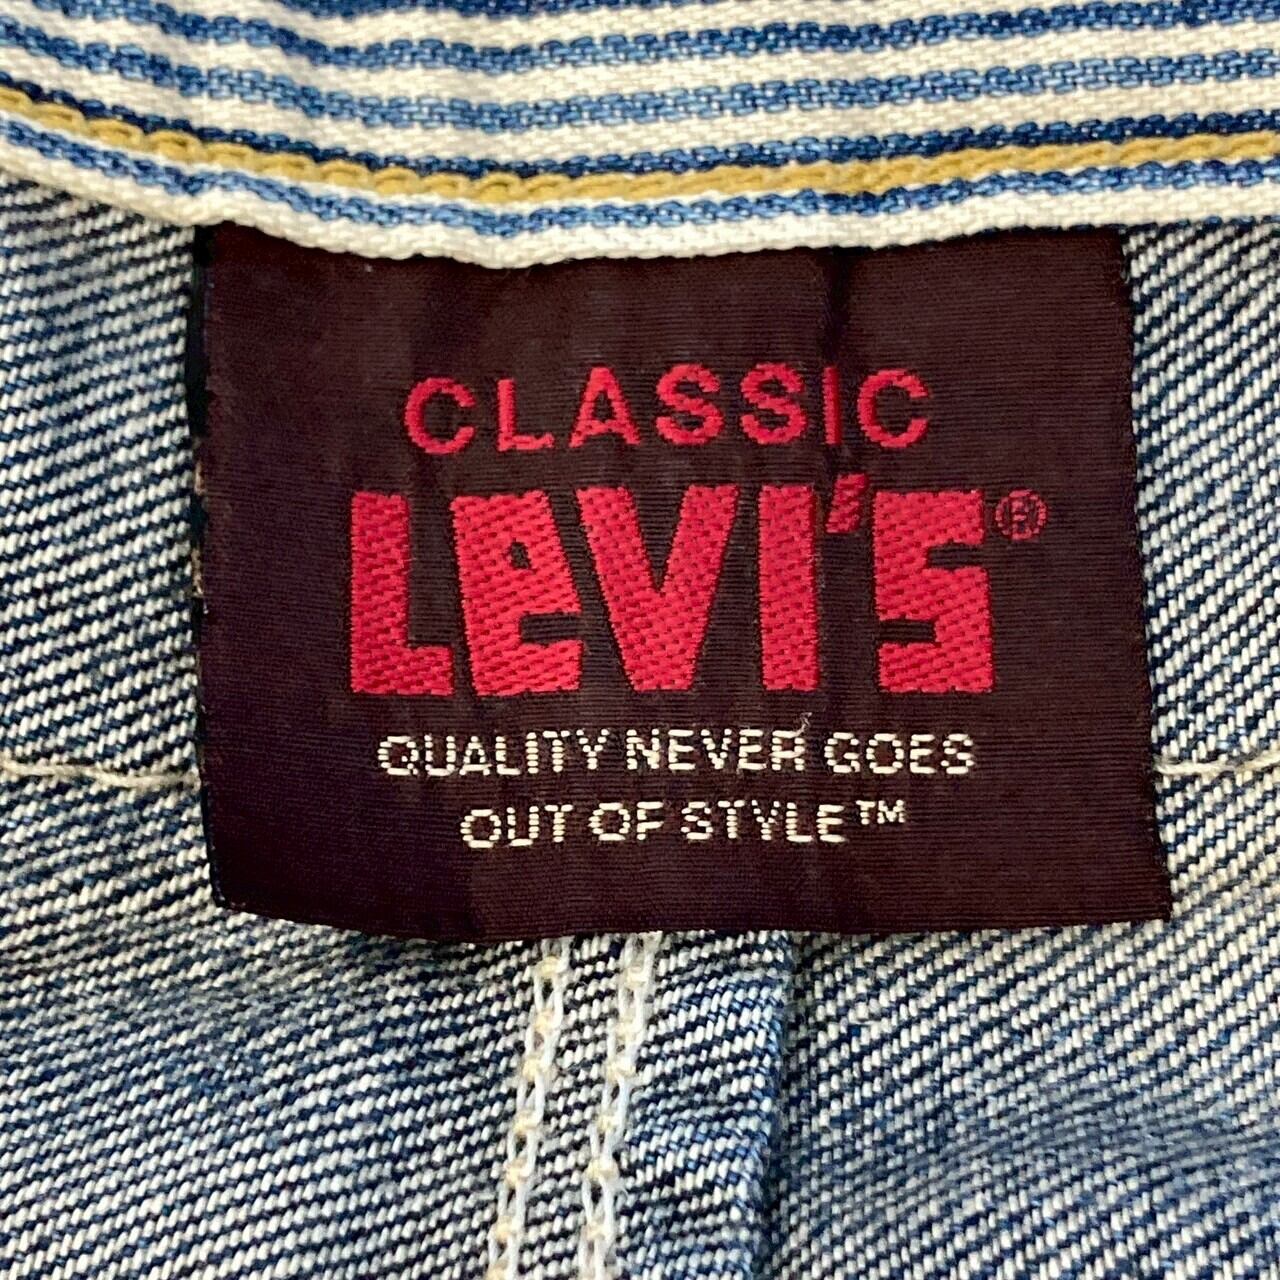 CLASSIC
LeVI'S®
QUALITY NEVER GOES
OUT OF STYLE™